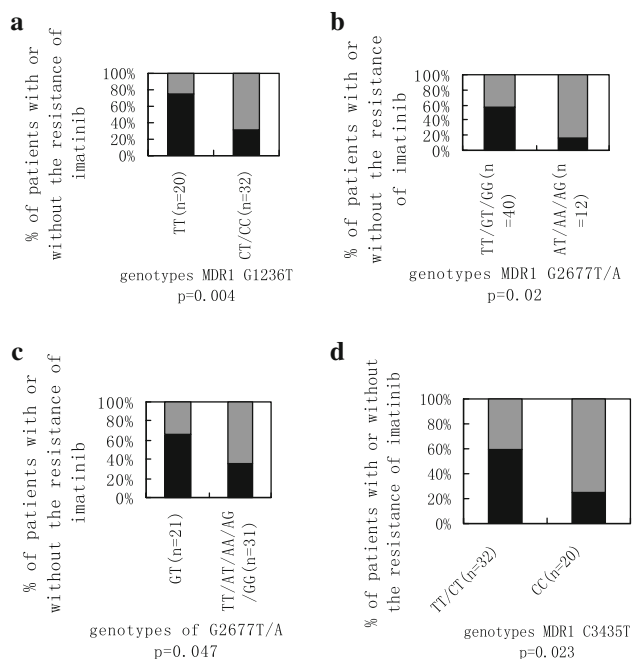 a
% of patients with or
without the resistance of
imatinib
100%
80%
60%
40%
20%
0%
TT(n=20)
CT/CC(n=32)
genotypes MDR1 G1236T
p=0.004
b
% of patients with or
without the resistance
of imatinib
100%
80%
60%
40%
20%
0%
TT/GT/GG(n
=40)
AT/AA/AG(n
=12)
genotypes MDR1 G2677T/A
p=0.02
c
% of patients with or
without the resistance of
imatinib
100%
80%
60%
40%
20%
0%
GT(n=21)
TT/AT/AA/AG
/GG(n=31)
genotypes of G2677T/A
p=0.047
d
% of patients with or without
the resistance of imatinib
100%
80%
60%
40%
20%
0%
TT/CT(n=32)
CC(n=20)
genotypes MDR1 C3435T
p=0.023